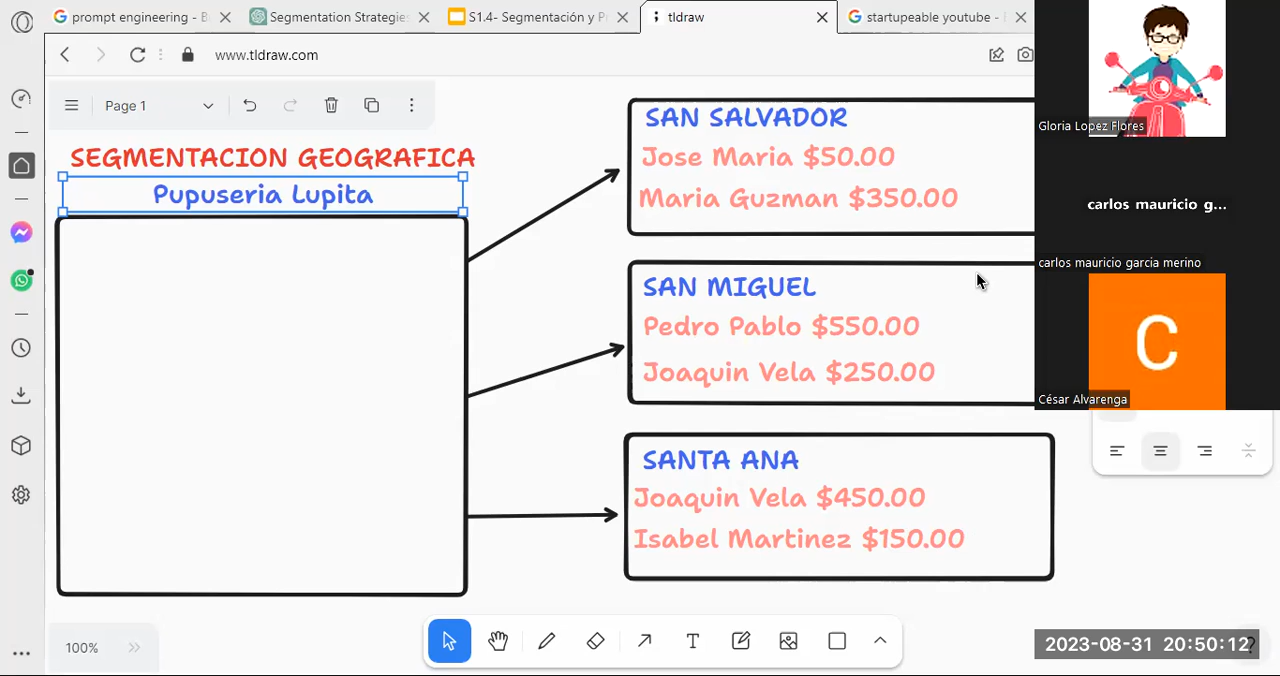 prompt engineering - B
Segmentation Strategies
S1.4- Segmentación y P
tldraw
startupeable youtube -
www.tldraw.com
Page 1
SEGMENTACION GEOGRAFICA
Pupuseria Lupita
SAN SALVADOR
Jose Maria $50.00
Maria Guzman $350.00
SAN MIGUEL
Pedro Pablo $550.00
Joaquin Vela $250.00
SANTA ANA
Joaquin Vela $450.00
Isabel Martinez $150.00
Gloria Lopez Flores
carlos mauricio g...
carlos mauricio garcia merino
C
César Alvarenga
100%
2023-08-31 20:50:12